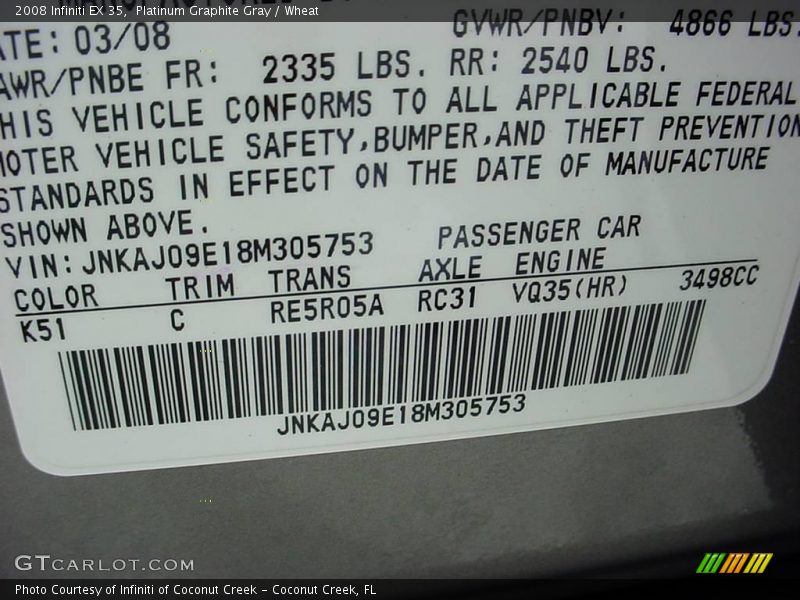 2008 Infiniti EX 35, Platinum Graphite Gray / Wheat
GVWR/PNBV: 4866 LBS.
ATE: 03/08
AWR/PNBE FR: 2335 LBS. RR: 2540 LBS.
HIS VEHICLE CONFORMS TO ALL APPLICABLE FEDERAL
MOTER VEHICLE SAFETY,BUMPER,AND THEFT PREVENTION
STANDARDS IN EFFECT ON THE DATE OF MANUFACTURE
SHOWN ABOVE.
VIN:JNKAJ09E18M305753 PASSENGER CAR
COLOR TRIM TRANS AXLE ENGINE
K51 C RE5R05A RC31 VQ35(HR) 3498CC
JNKAJ09E18M305753
GTCARLOT.COM
Photo Courtesy of Infiniti of Coconut Creek - Coconut Creek, FL